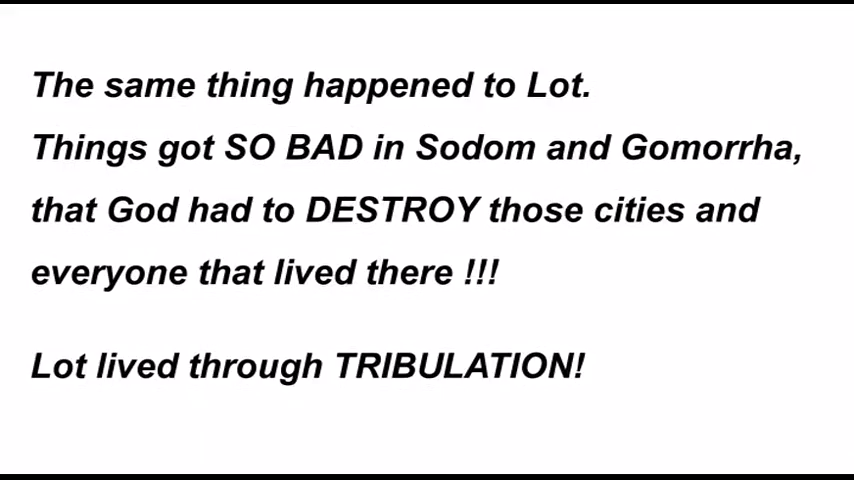 The same thing happened to Lot.
Things got SO BAD in Sodom and Gomorrha,
that God had to DESTROY those cities and
everyone that lived there !!!
Lot lived through TRIBULATION!